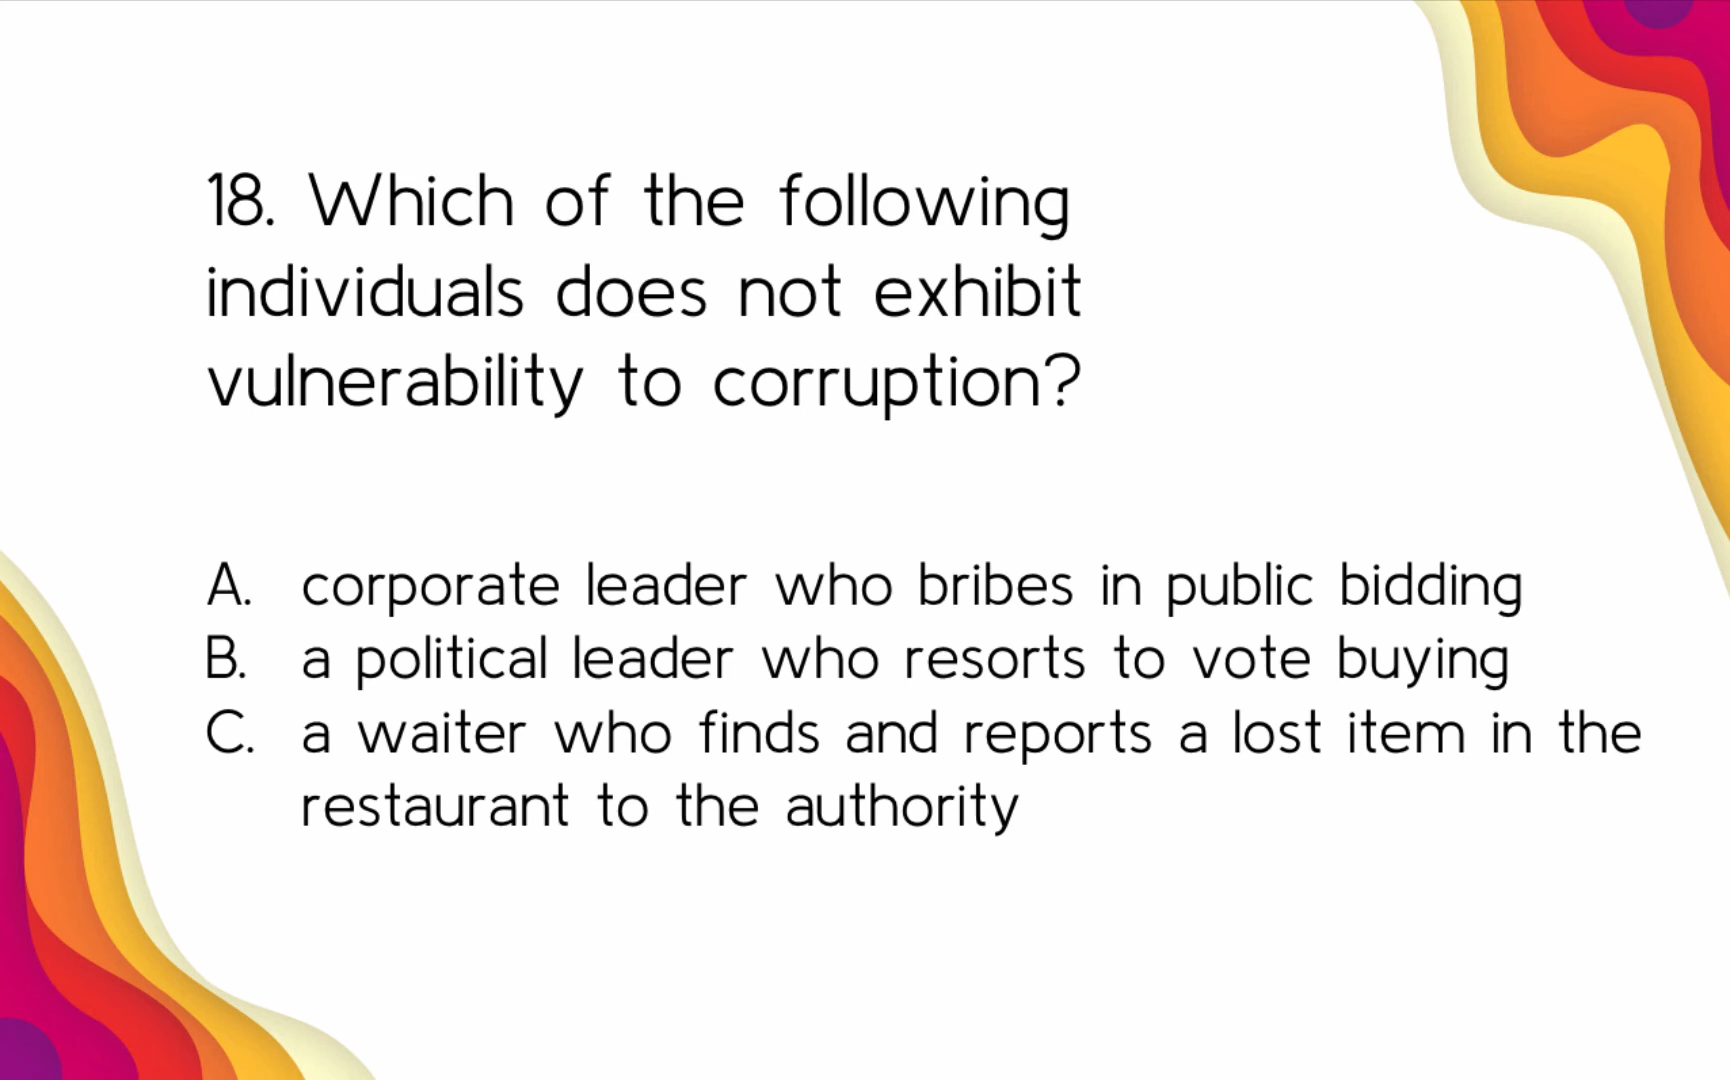 18. Which of the following
individuals does not exhibit
vulnerability to corruption?
A. corporate leader who bribes in public bidding
B. a political leader who resorts to vote buying
C. a waiter who finds and reports a lost item in the
restaurant to the authority